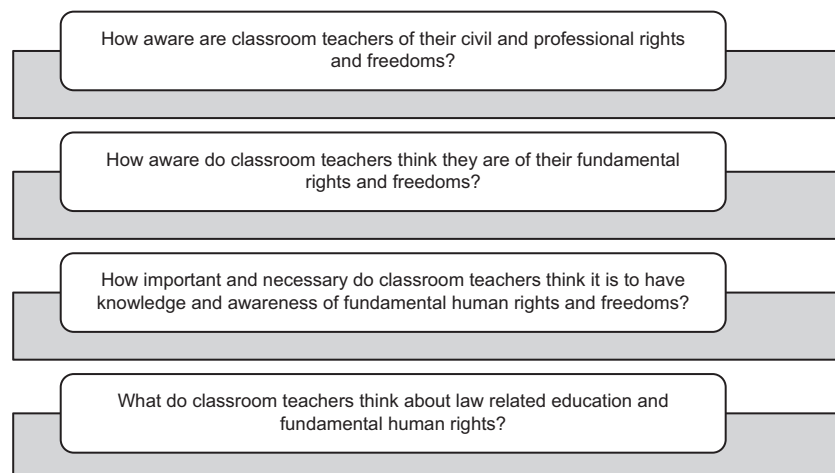 How aware are classroom teachers of their civil and professional rights
and freedoms?
How aware do classroom teachers think they are of their fundamental
rights and freedoms?
How important and necessary do classroom teachers think it is to have
knowledge and awareness of fundamental human rights and freedoms?
What do classroom teachers think about law related education and
fundamental human rights?